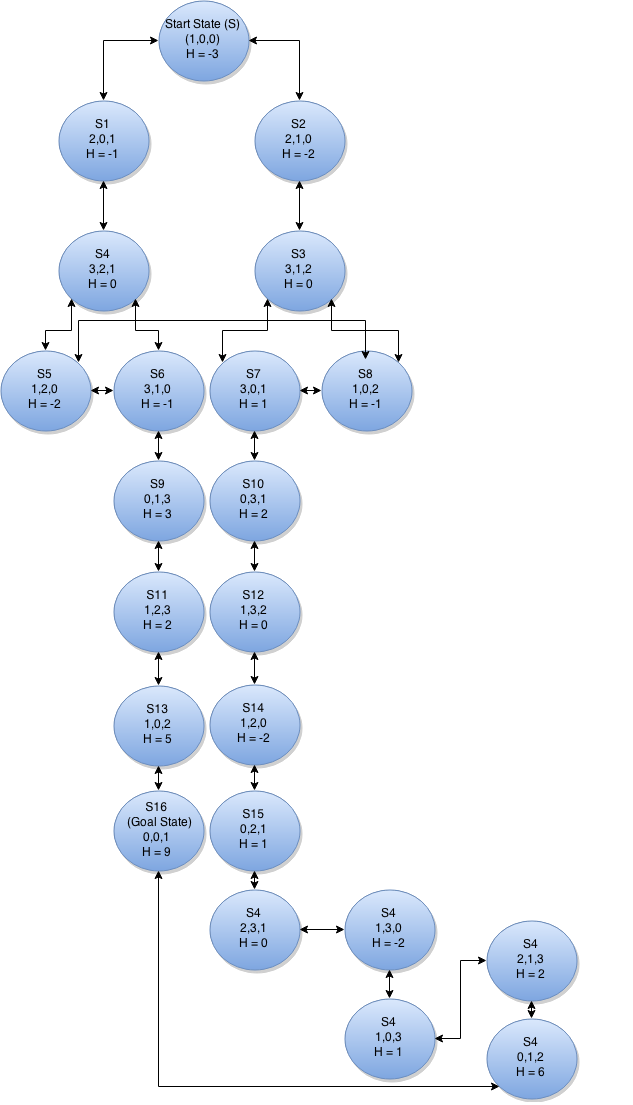 Start State (S)
(1,0,0)
H = -3
S1
2,0,1
H = -1
S2
2,1,0
H = -2
S4
3,2,1
H = 0
S3
3,1,2
H = 0
S5
1,2,0
H = -2
S6
3,1,0
H = -1
S7
3,0,1
H = 1
S8
1,0,2
H = -1
S9
0,1,3
H = 3
S10
0,3,1
H = 2
S11
1,2,3
H = 2
S12
1,3,2
H = 0
S13
1,0,2
H = 5
S14
1,2,0
H = -2
S16
(Goal State)
0,0,1
H = 9
S15
0,2,1
H = 1
S4
2,3,1
H = 0
S4
1,3,0
H = -2
S4
2,1,3
H = 2
S4
1,0,3
H = 1
S4
0,1,2
H = 6